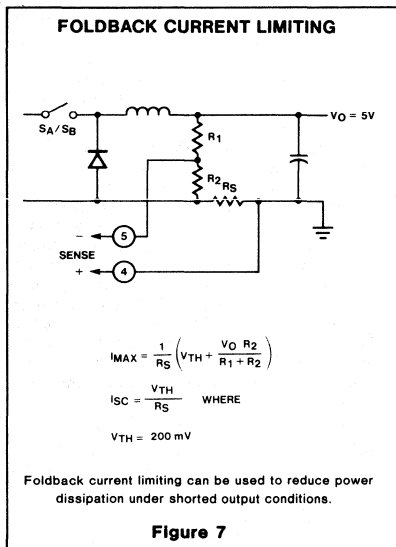 FOLDBACK CURRENT LIMITING
SA/SB
R1
VO = 5V
R2
RS
− 5
SENSE
+ 4
IMAX = 1/RS (VTH + VO R2/R1 + R2)
ISC = VTH/RS WHERE
VTH = 200 mV
Foldback current limiting can be used to reduce power
dissipation under shorted output conditions.
Figure 7